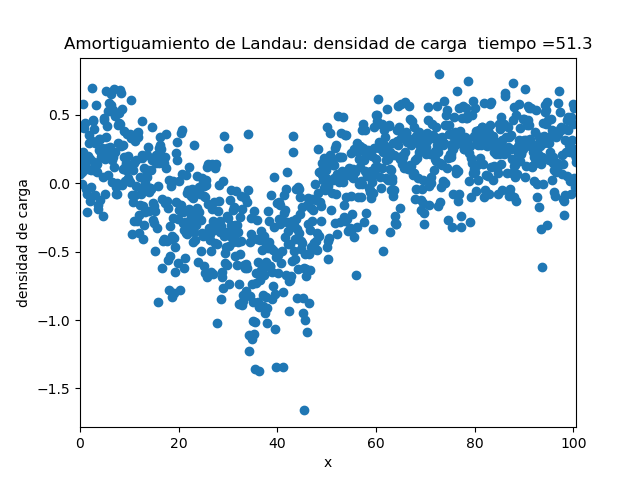 Amortiguamiento de Landau: densidad de carga  tiempo =51.3
densidad de carga
0.5
0.0
−0.5
−1.0
−1.5
0 20 40 60 80 100
x